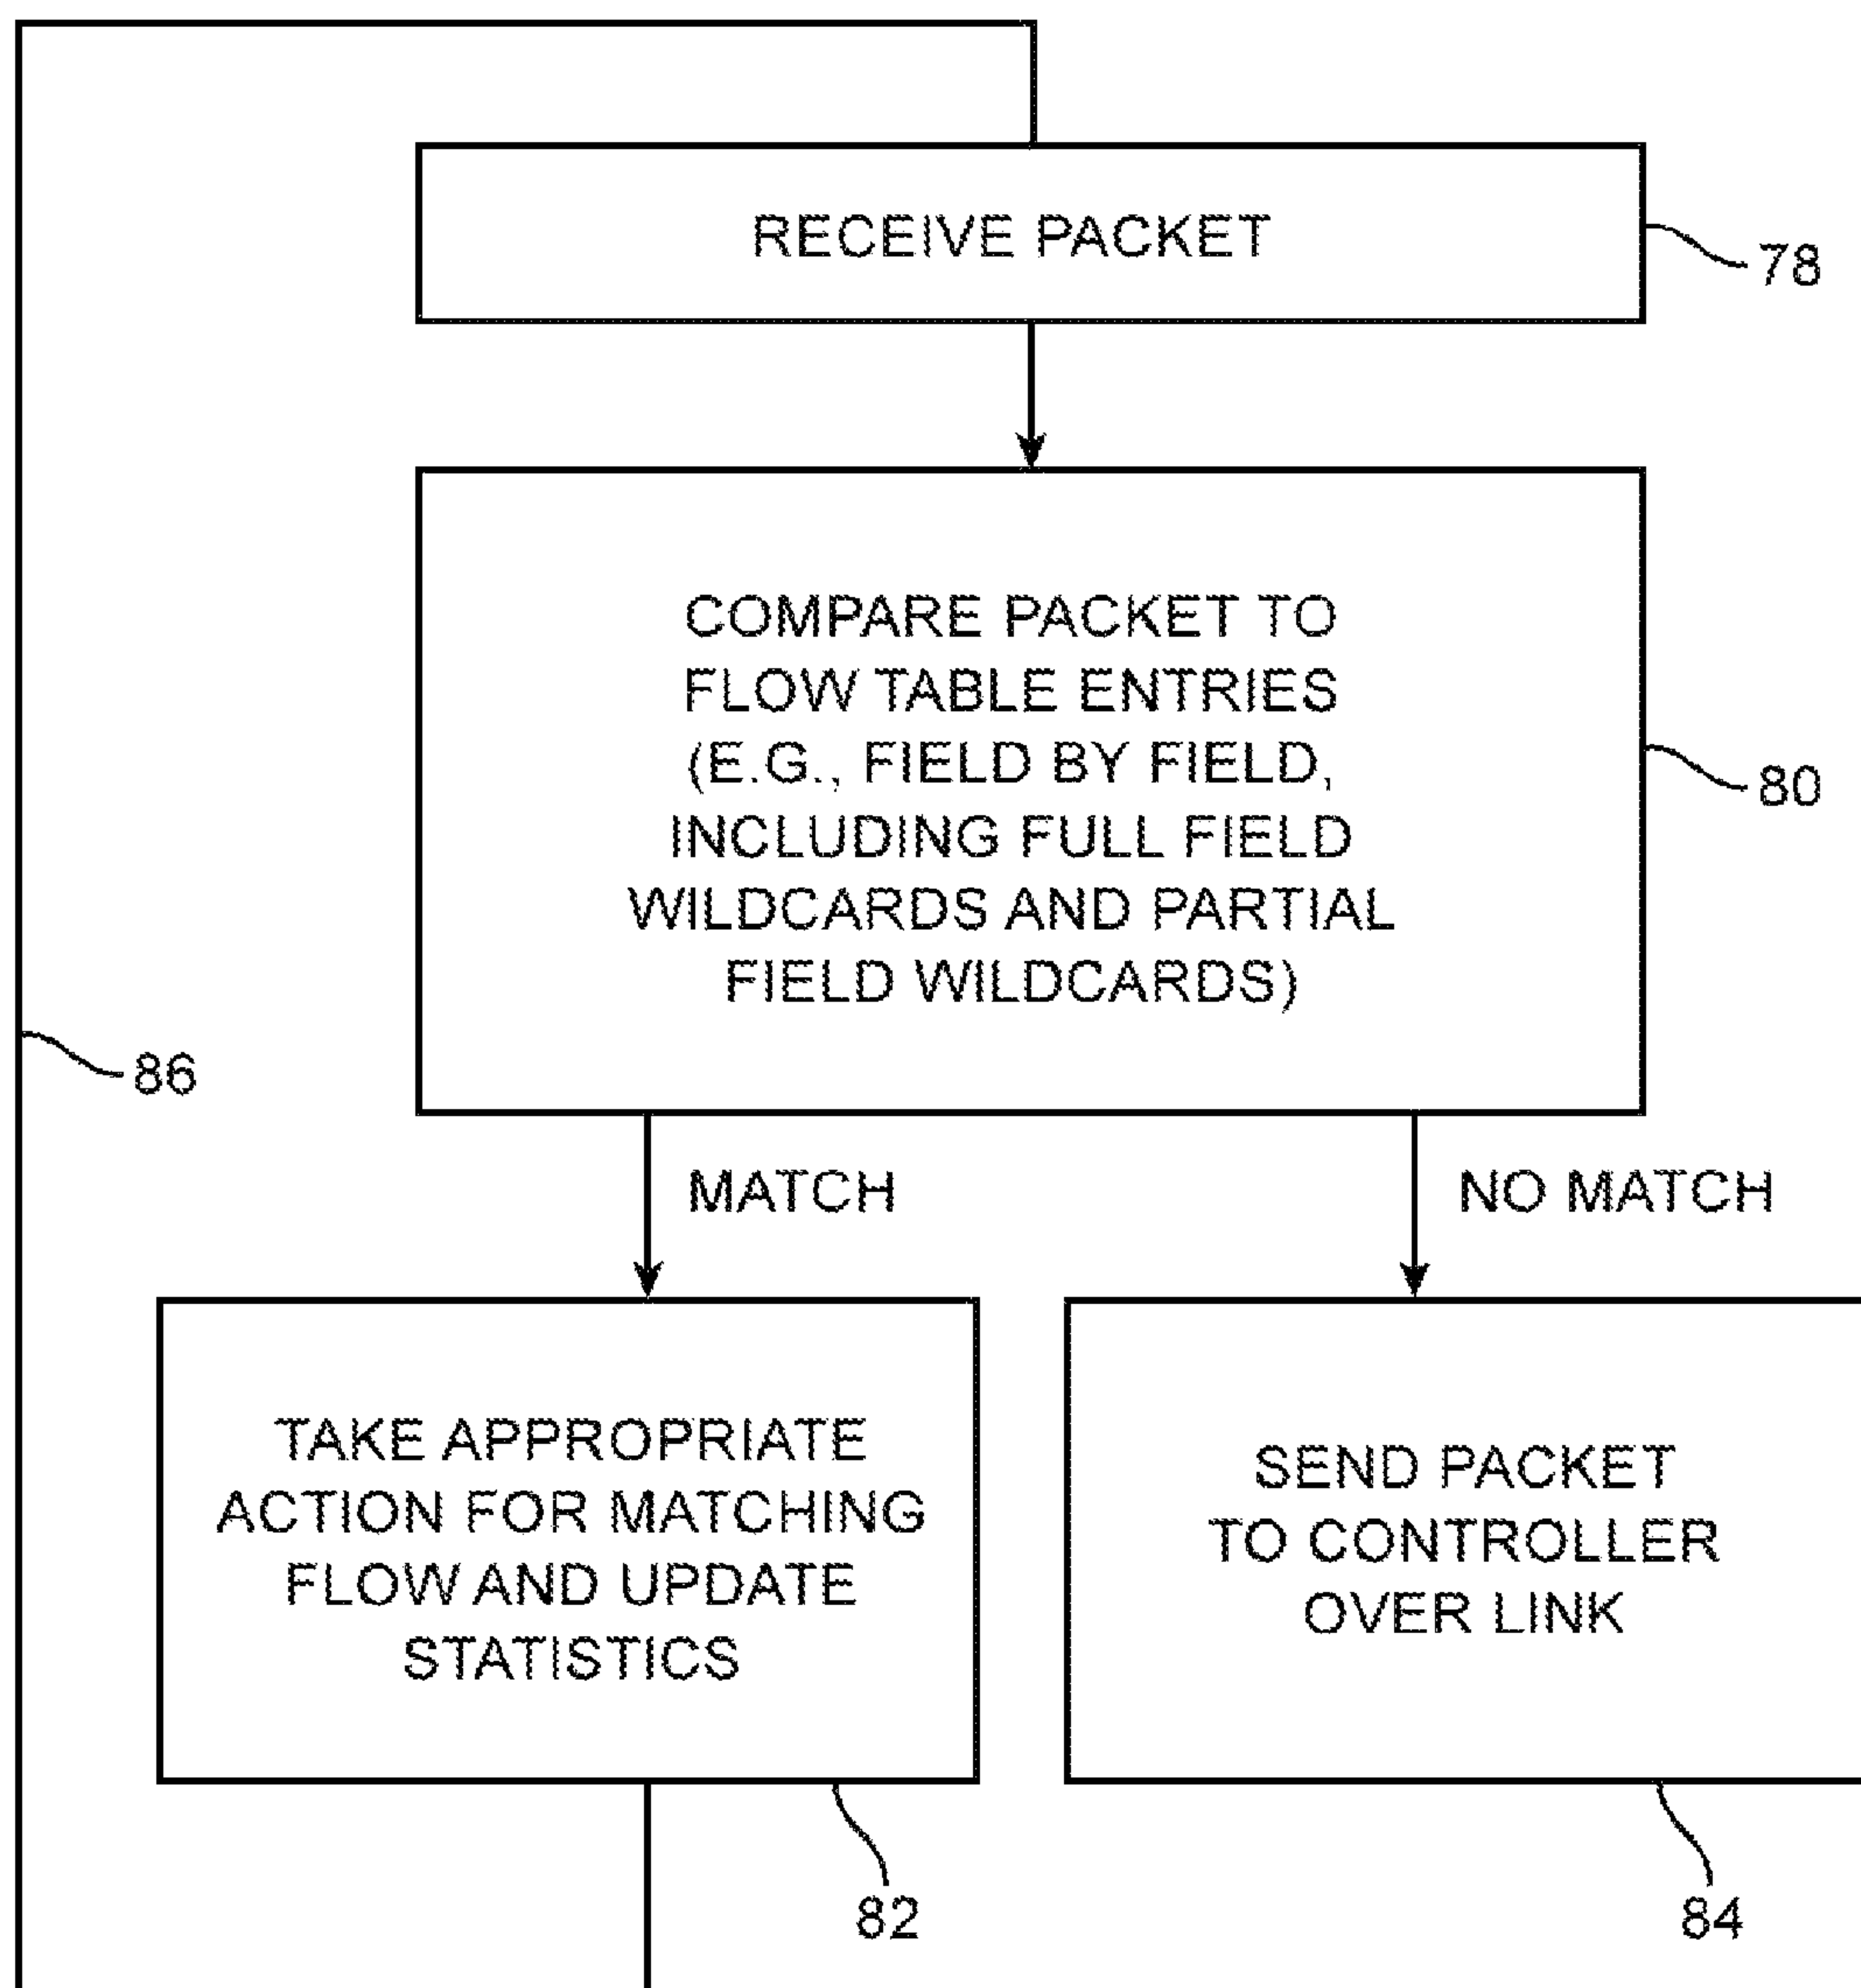 RECEIVE PACKET
78
COMPARE PACKET TO
FLOW TABLE ENTRIES
(E.G., FIELD BY FIELD,
INCLUDING FULL FIELD
WILDCARDS AND PARTIAL
FIELD WILDCARDS)
80
86
MATCH
NO MATCH
TAKE APPROPRIATE
ACTION FOR MATCHING
FLOW AND UPDATE
STATISTICS
SEND PACKET
TO CONTROLLER
OVER LINK
82
84